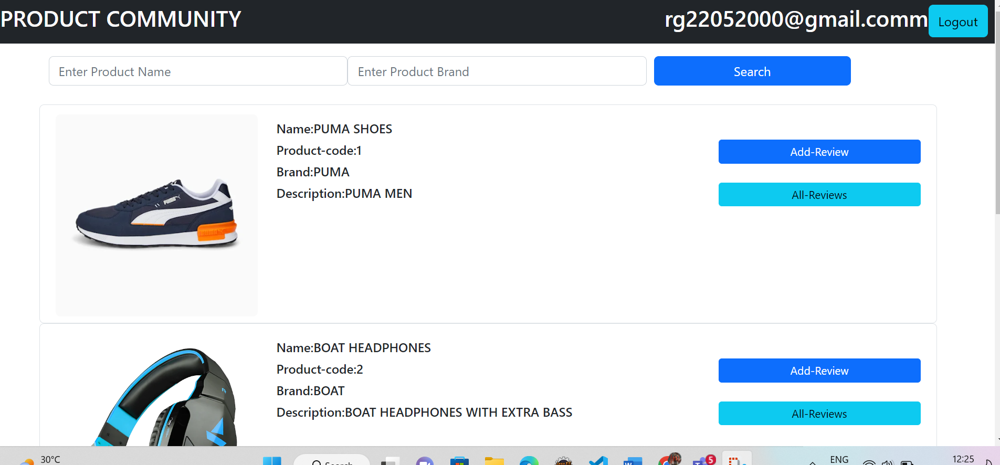 PRODUCT COMMUNITY
rg22052000@gmail.comm
Logout
Enter Product Name
Enter Product Brand
Search
Name:PUMA SHOES
Product-code:1
Brand:PUMA
Description:PUMA MEN
Add-Review
All-Reviews
PUMA
Name:BOAT HEADPHONES
Product-code:2
Brand:BOAT
Description:BOAT HEADPHONES WITH EXTRA BASS
Add-Review
All-Reviews
30°C
Search
5
ENG
12:25